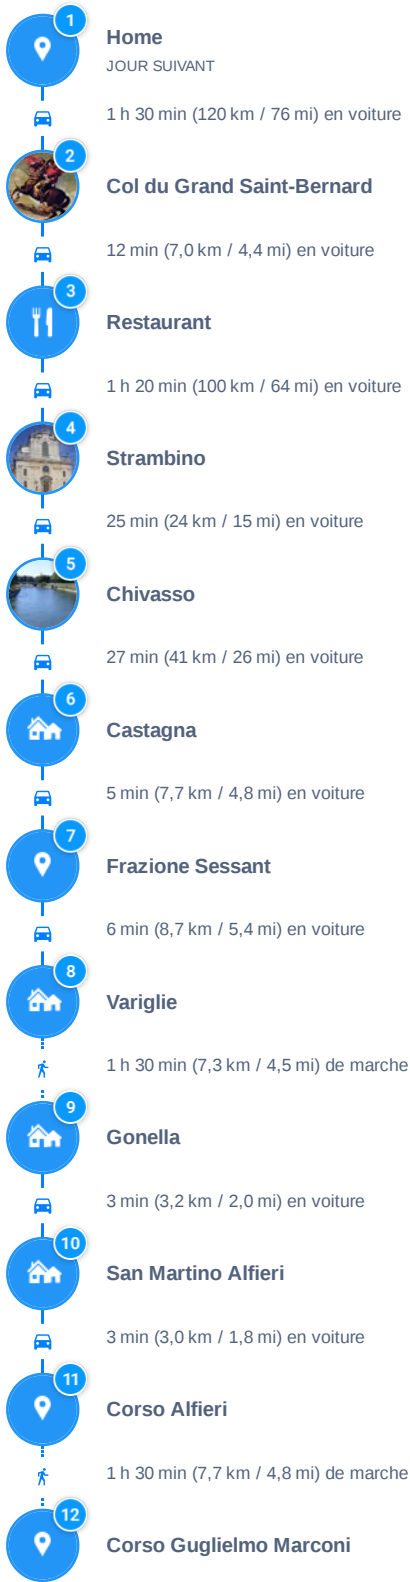 1
Home
JOUR SUIVANT
1 h 30 min (120 km / 76 mi) en voiture
2
Col du Grand Saint-Bernard
12 min (7,0 km / 4,4 mi) en voiture
3
Restaurant
1 h 20 min (100 km / 64 mi) en voiture
4
Strambino
25 min (24 km / 15 mi) en voiture
5
Chivasso
27 min (41 km / 26 mi) en voiture
6
Castagna
5 min (7,7 km / 4,8 mi) en voiture
7
Frazione Sessant
6 min (8,7 km / 5,4 mi) en voiture
8
Variglie
1 h 30 min (7,3 km / 4,5 mi) de marche
9
Gonella
3 min (3,2 km / 2,0 mi) en voiture
10
San Martino Alfieri
3 min (3,0 km / 1,8 mi) en voiture
11
Corso Alfieri
1 h 30 min (7,7 km / 4,8 mi) de marche
12
Corso Guglielmo Marconi